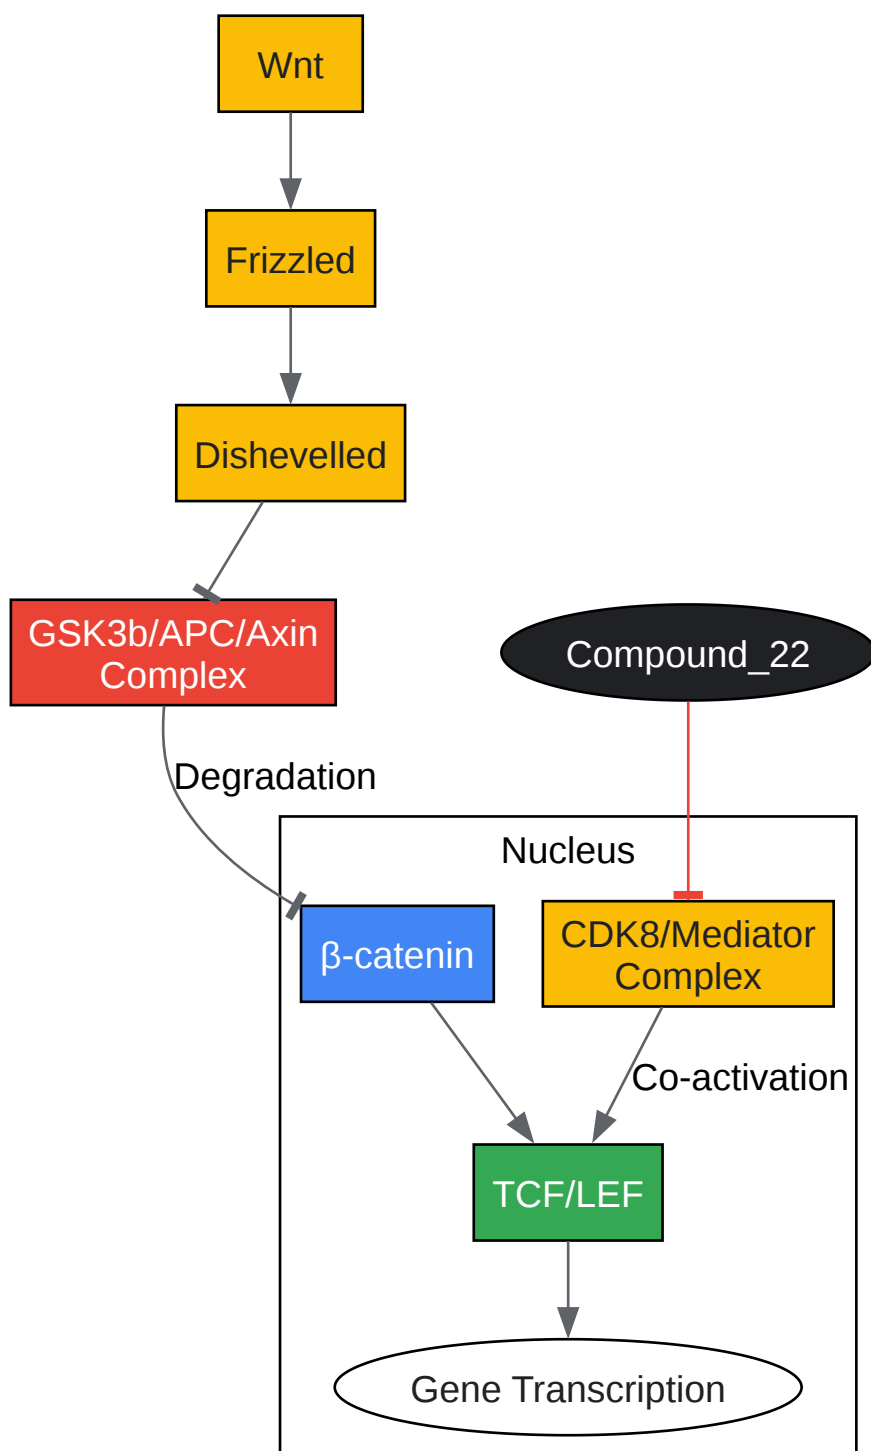 Wnt
Frizzled
Dishevelled
GSK3b/APC/Axin
Complex
Compound_22
Degradation
Nucleus
β-catenin
CDK8/Mediator
Complex
Co-activation
TCF/LEF
Gene Transcription